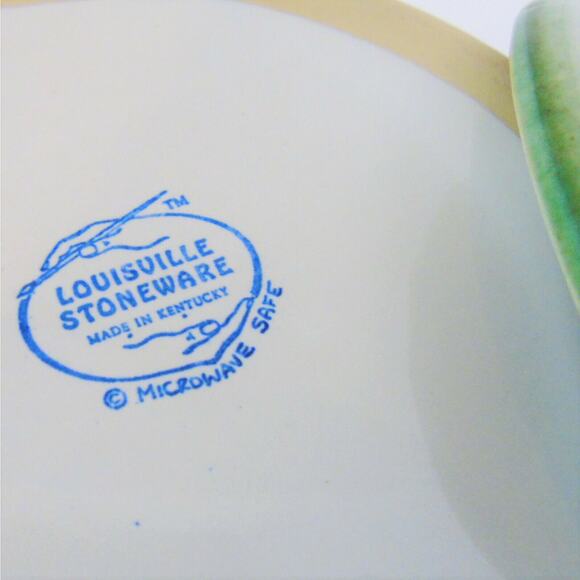 TM
LOUISVILLE
STONEWARE
MADE IN KENTUCKY
© MICROWAVE SAFE